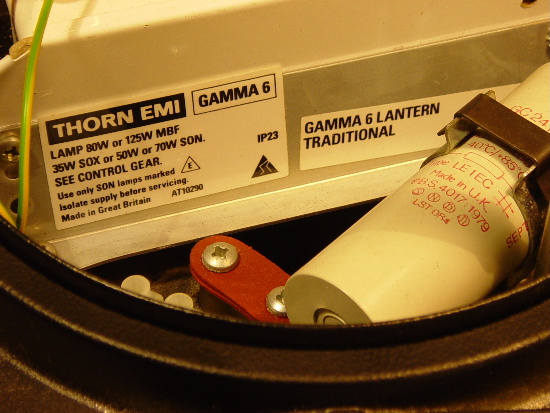 THORN EMI
GAMMA 6
LAMP 80W or 125W MBF
35W SOX or 50W or 70W SON.
SEE CONTROL GEAR.
Use only SON lamps marked E
Isolate supply before servicing.
Made in Great Britain AT10290
IP23
GAMMA 6 LANTERN
TRADITIONAL
LEIEC
Made in U.K.
B.S. 4017:1979
SEPT